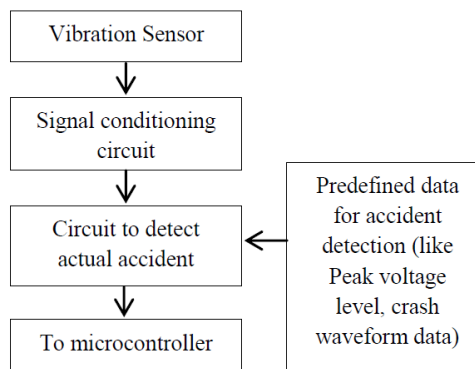 Vibration Sensor
Signal conditioning
circuit
Circuit to detect
actual accident
To microcontroller
Predefined data
for accident
detection (like
Peak voltage
level, crash
waveform data)